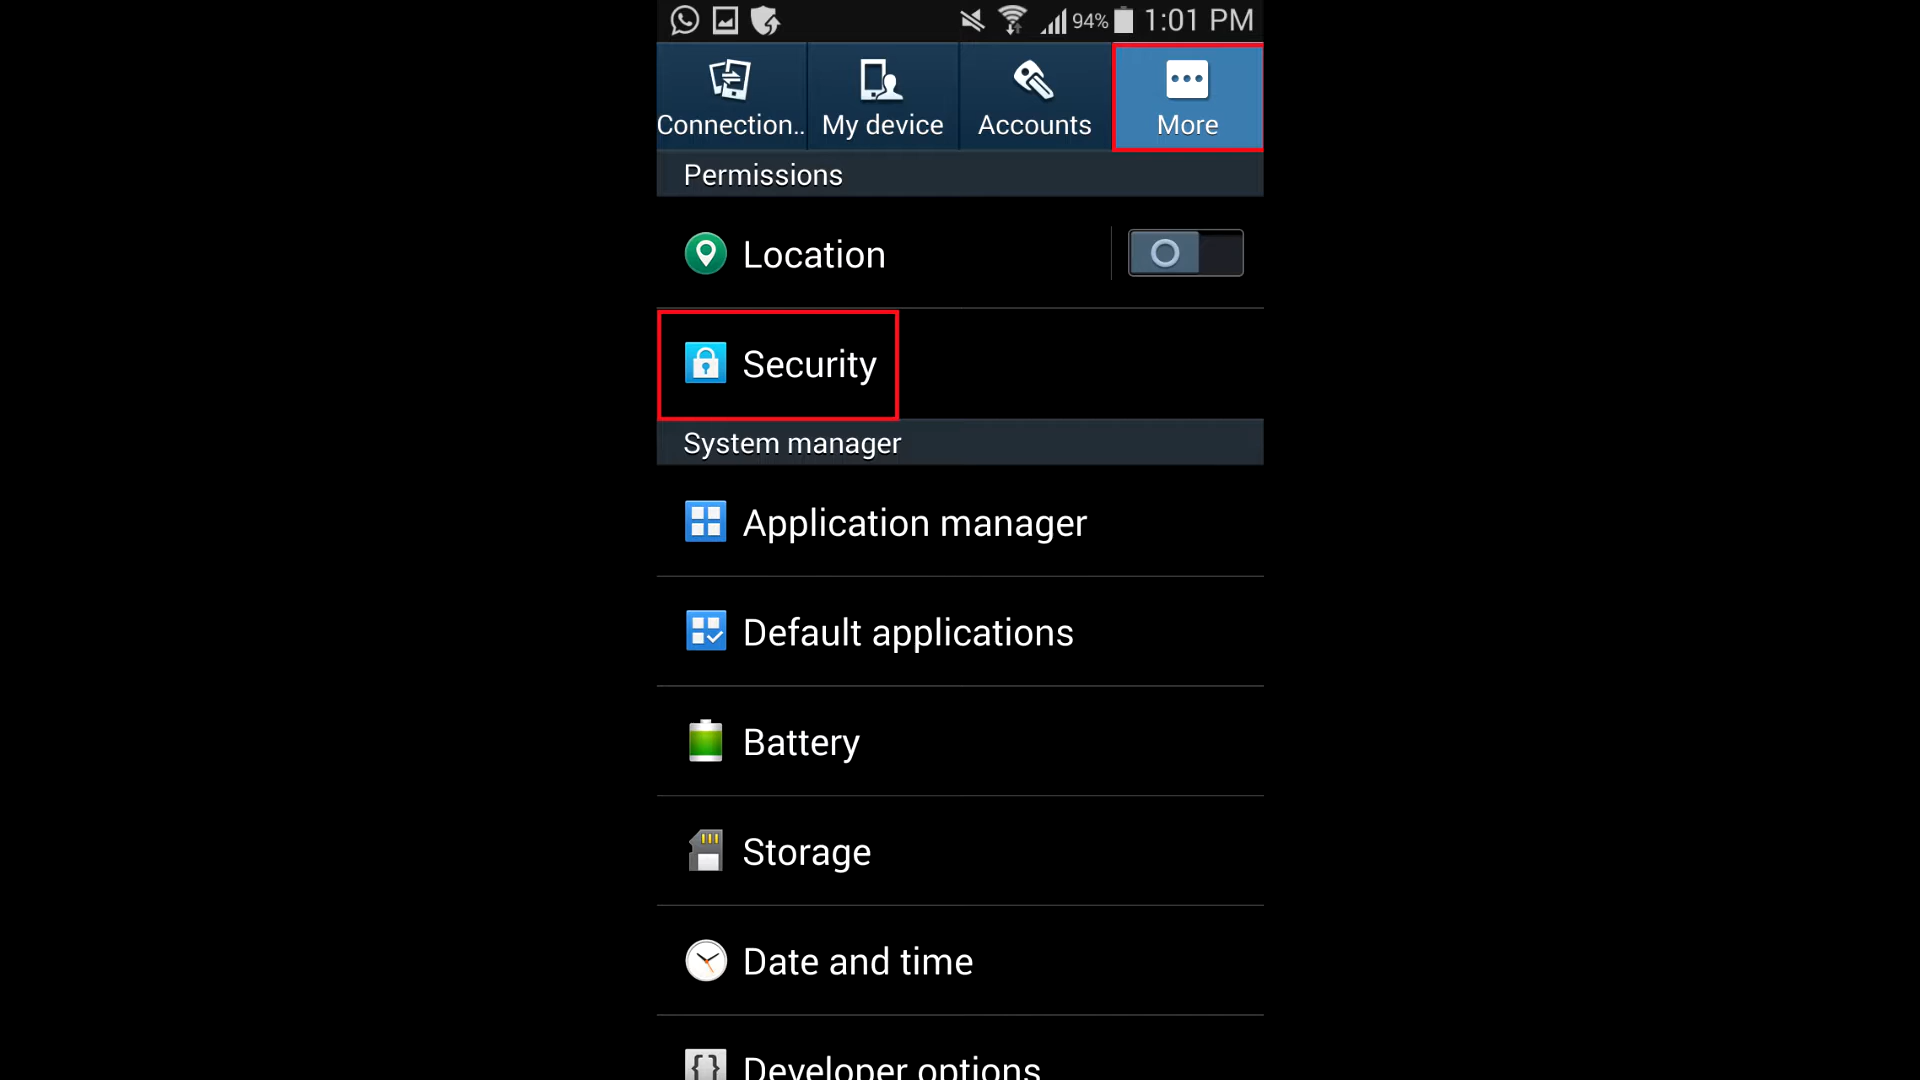 94% 1:01 PM
Connection.. My device Accounts More
Permissions
Location
Security
System manager
Application manager
Default applications
Battery
Storage
Date and time
Developer options